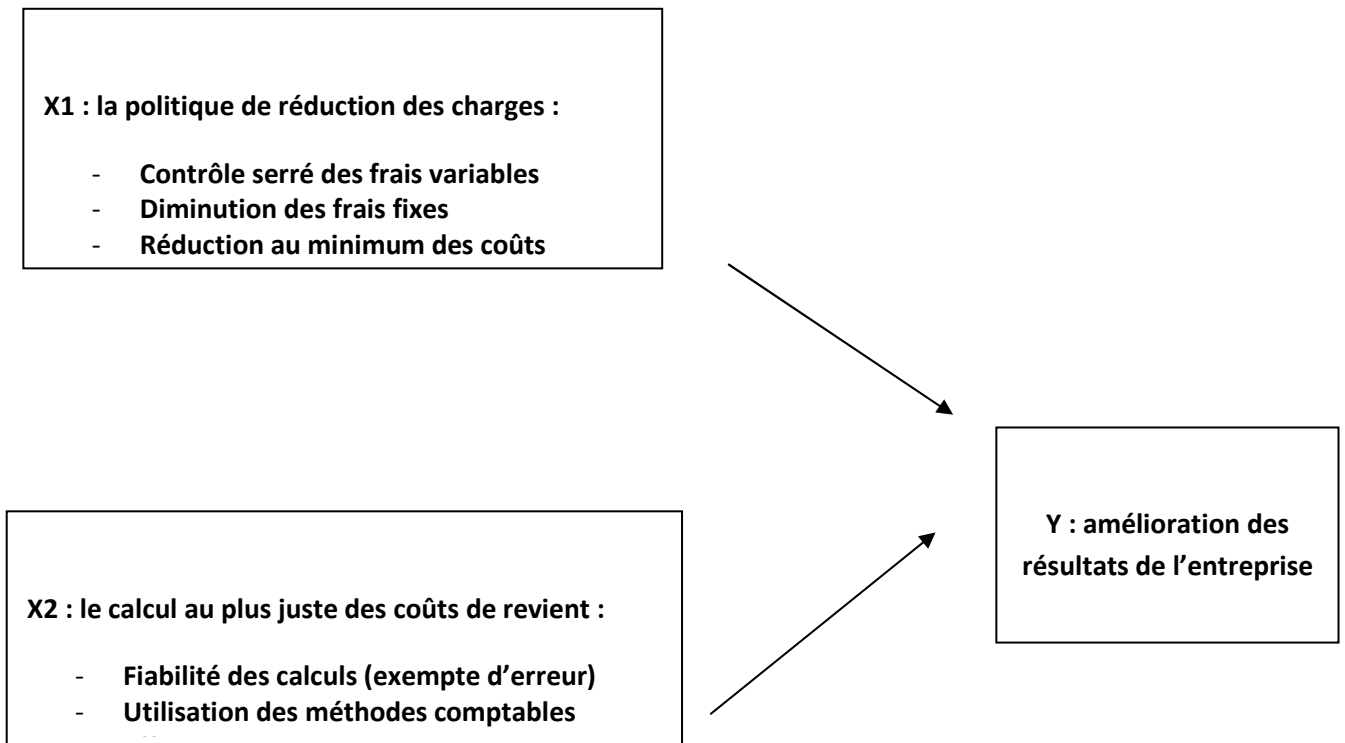 X1 : la politique de réduction des charges :
- Contrôle serré des frais variables
- Diminution des frais fixes
- Réduction au minimum des coûts
Y : amélioration des
résultats de l’entreprise
X2 : le calcul au plus juste des coûts de revient :
- Fiabilité des calculs (exempte d’erreur)
- Utilisation des méthodes comptables